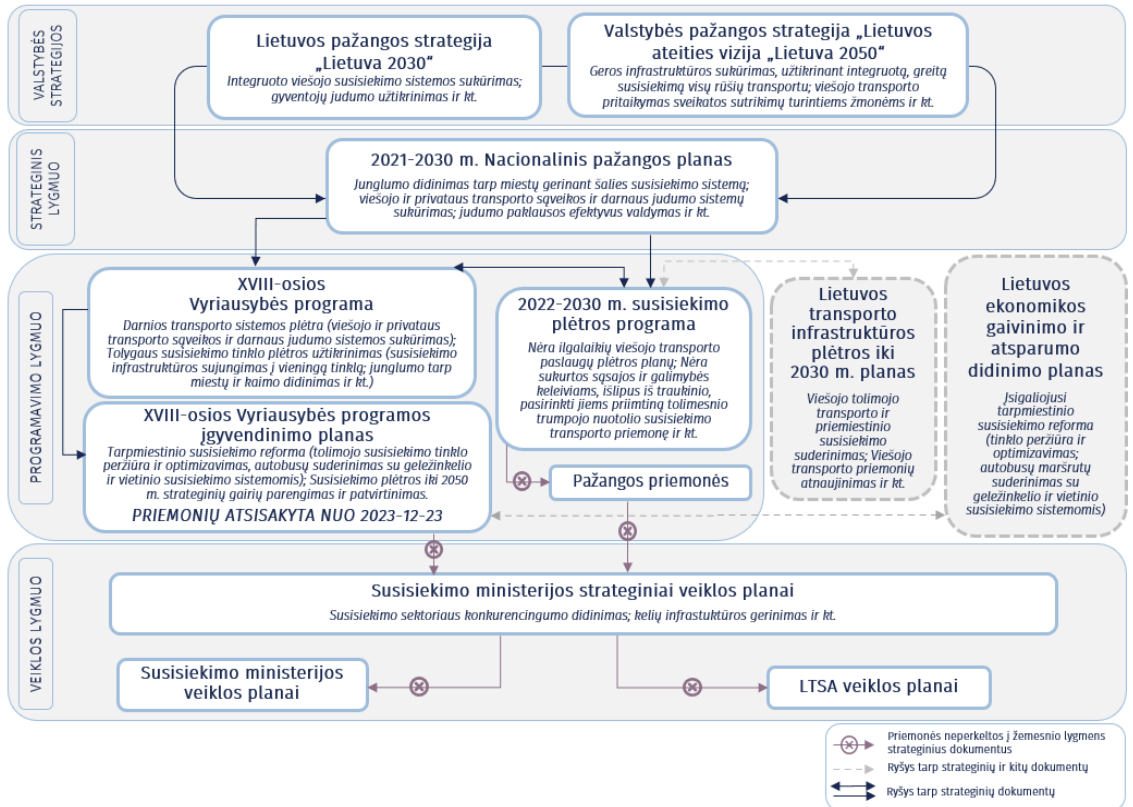 VALSTYBĖS
STRATEGIJOS
Lietuvos pažangos strategija
„Lietuva 2030“
Integruoto viešojo susisiekimo sistemos sukūrimas;
gyventojų judumo užtikrinimas ir kt.
Valstybės pažangos strategija „Lietuvos
ateities vizija „Lietuva 2050“
Geros infrastruktūros sukūrimas, užtikrinant integruotą, greitą
susisiekimą visų rūšių transportu; viešojo transporto
pritaikymas sveikatos sutrikimų turintiems žmonėms ir kt.
STRATEGINIS
LYGMUO
2021-2030 m. Nacionalinis pažangos planas
Junglumo didinimas tarp miestų gerinant šalies susisiekimo sistemą;
viešojo ir privataus transporto sąveikos ir darnaus judumo sistemų
sukūrimas; judumo paklausos efektyvus valdymas ir kt.
PROGRAMAVIMO LYGMUO
XVIII-osios
Vyriausybės programa
Darnios transporto sistemos plėtra (viešojo ir privataus
transporto sąveikos ir darnaus judumo sistemos sukūrimas);
Tolygaus susisiekimo tinklo plėtros užtikrinimas (susisiekimo
infrastruktūros sujungimas į vieningą tinklą; junglumo tarp
miestų ir kaimo didinimas ir kt.)
XVIII-osios Vyriausybės programos
įgyvendinimo planas
Tarpmiestinio susisiekimo reforma (tolimojo susisiekimo tinklo
peržiūra ir optimizavimas, autobusų suderinimas su geležinkelio
ir vietinio susisiekimo sistemomis); Susisiekimo plėtros iki 2050
m. strateginių gairių parengimas ir patvirtinimas.
PRIEMONIŲ ATSISAKYTA NUO 2023-12-23
2022-2030 m. susisiekimo
plėtros programa
Nėra ilgalaikių viešojo transporto
paslaugų plėtros planų; Nėra
sukurtos sąsajos ir galimybės
keleiviams, išlipus iš traukinio,
pasirinkti jiems priimtiną tolimesnio
trumpojo nuotolio susisiekimo
transporto priemonę ir kt.
Pažangos priemonės
Lietuvos
transporto
infrastruktūros
plėtros iki
2030 m. planas
Viešojo tolimojo
transporto ir
priemiestinio
susisiekimo
suderinimas; Viešojo
transporto priemonių
atnaujinimas ir kt.
Lietuvos
ekonomikos
gaivinimo ir
atsparumo
didinimo planas
Įsigaliojusi
tarpmiestinio
susisiekimo reforma
(tinklo peržiūra ir
optimizavimas;
autobusų maršrutų
suderinimas su
geležinkelio ir vietinio
susisiekimo sistemomis)
VEIKLOS LYGMUO
Susisiekimo ministerijos strateginiai veiklos planai
Susisiekimo sektoriaus konkurencingumo didinimas; kelių infrastuktūros gerinimas ir kt.
Susisiekimo ministerijos
veiklos planai
LTSA veiklos planai
Priemonės neperkeltos į žemesnio lygmens
strateginius dokumentus
Ryšys tarp strateginių ir kitų dokumentų
Ryšys tarp strateginių dokumentų